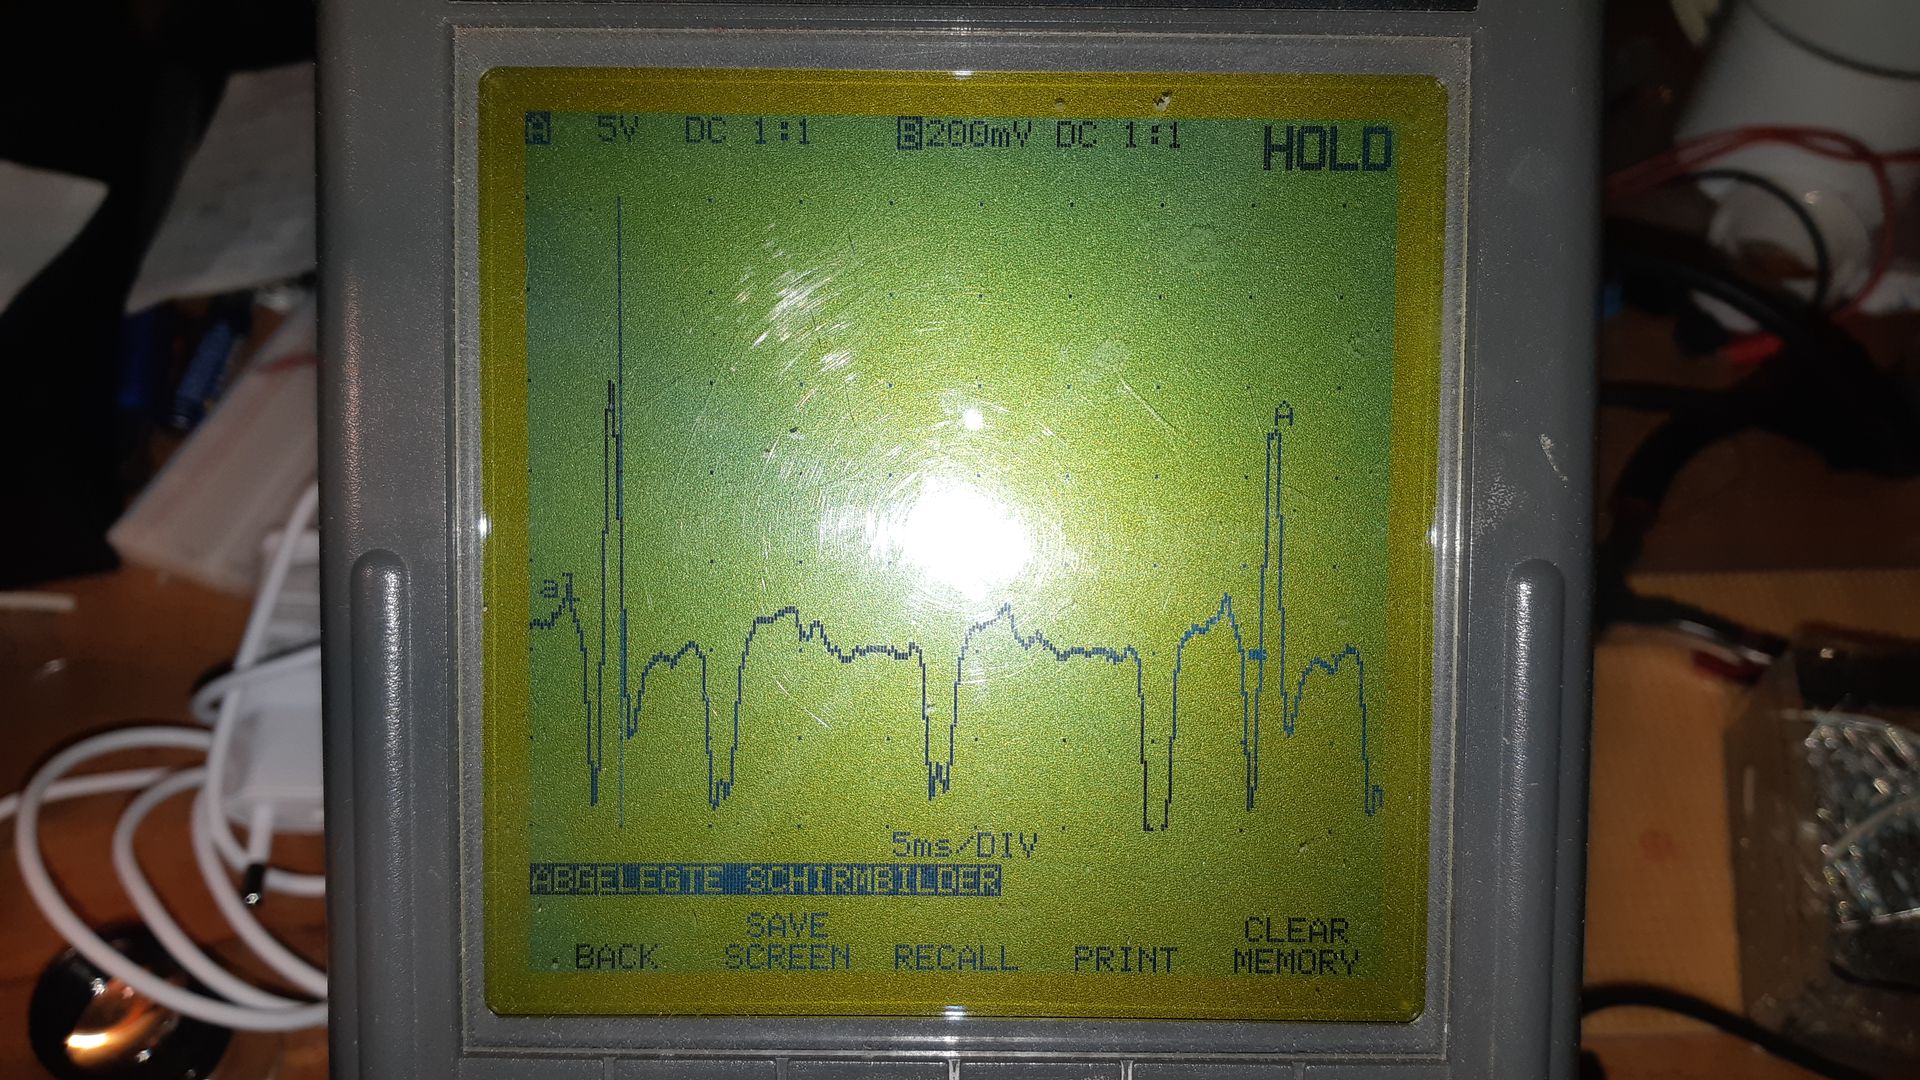 A 5V DC 1:1 B 200mV DC 1:1 HOLD
A
a1
5ms/DIV
ABGELEGTE SCHIRMBILDER
BACK SAVE SCREEN RECALL PRINT CLEAR MEMORY